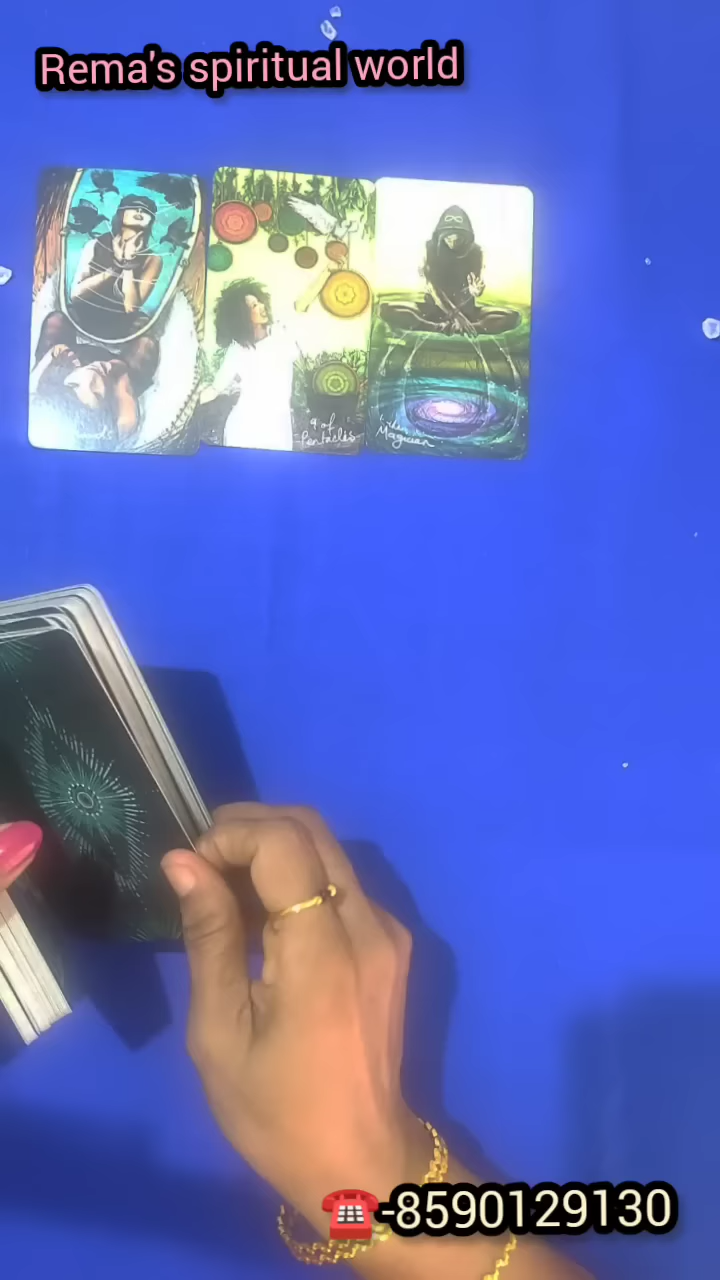 Rema's spiritual world
9 of
Pentacles
Magician
☎-8590129130